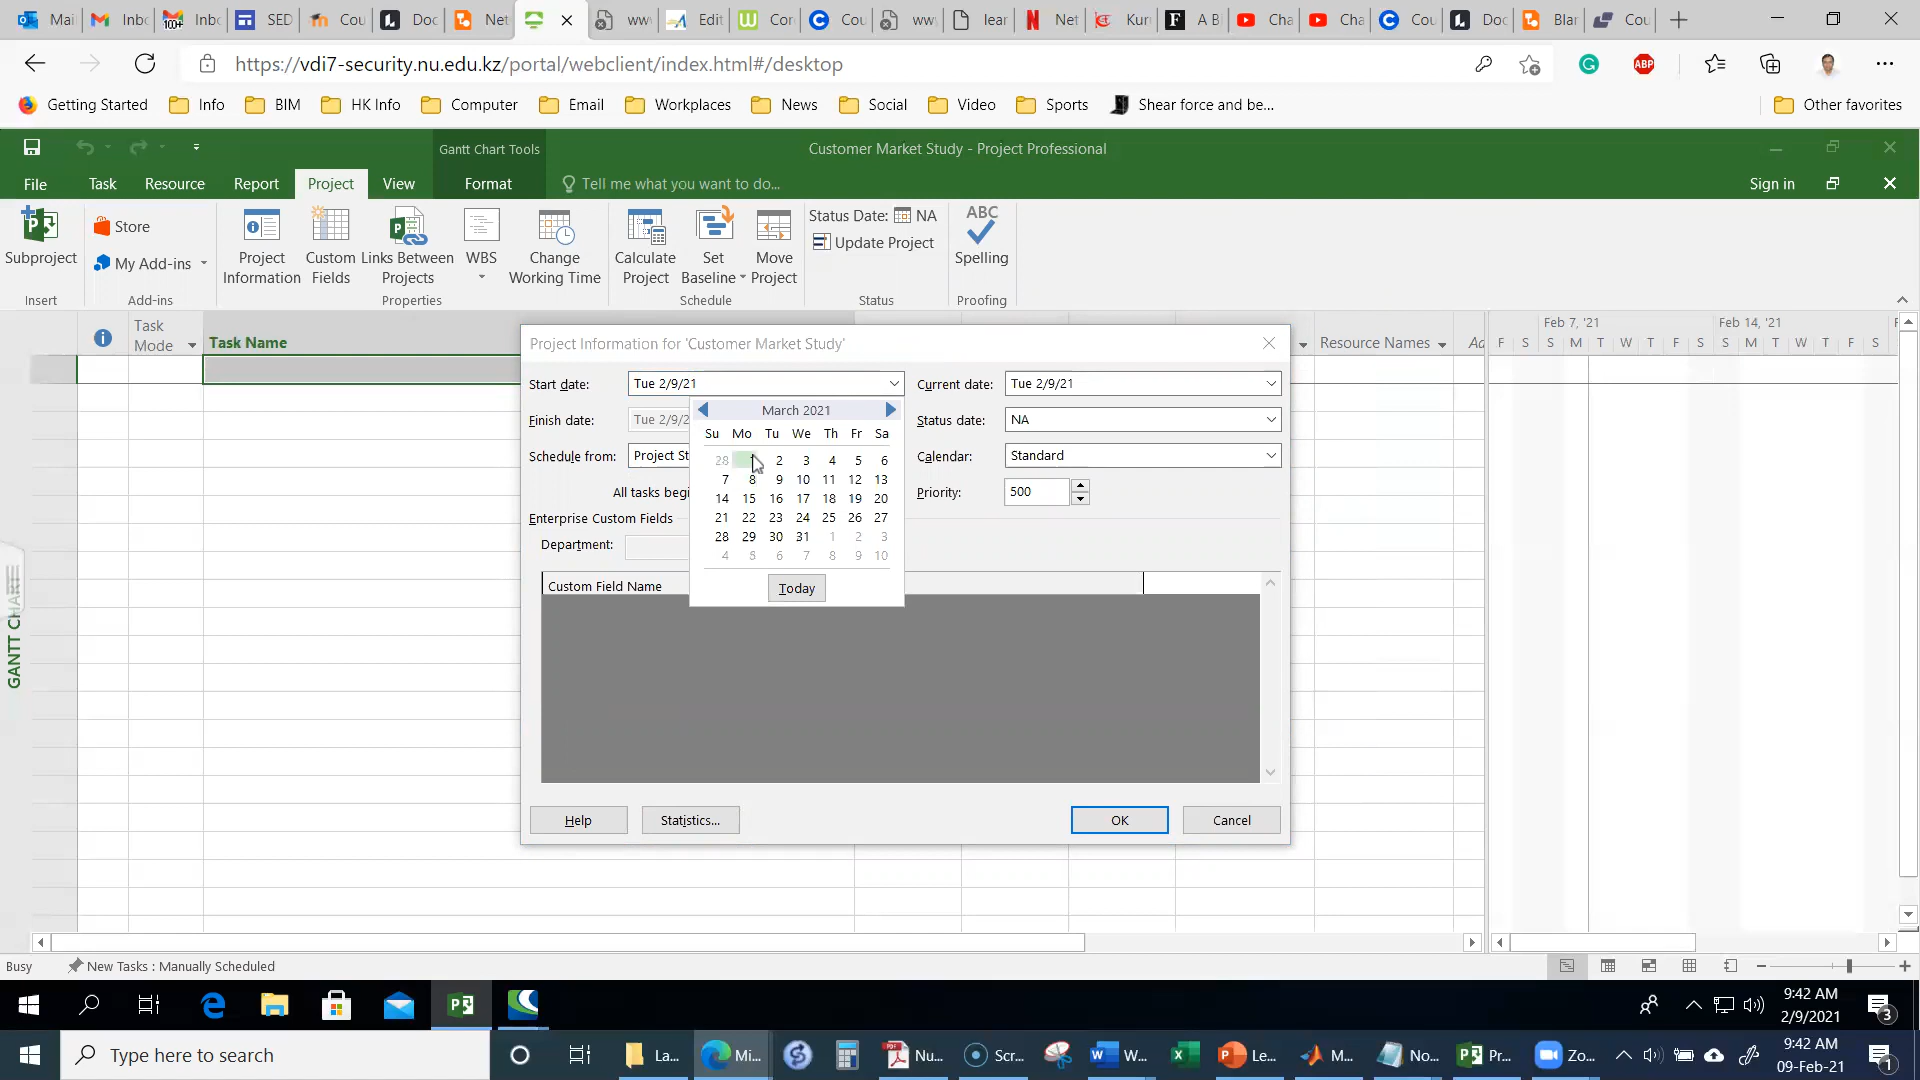 Mai Inbo Inbo SED Cou Doc Net www Edit Cor Cou ww lear Net Kur A B Cha Cha Cou Doc Blar Cou
https://vdi7-security.nu.edu.kz/portal/webclient/index.html#/desktop
Getting Started Info BIM HK Info Computer Email Workplaces News Social Video Sports Shear force and be... Other favorites
Gantt Chart Tools Customer Market Study - Project Professional
File Task Resource Report Project View Format Tell me what you want to do... Sign in
Subproject Store My Add-ins Project Information Custom Fields Links Between Projects WBS Change Working Time Calculate Project Set Baseline Move Project Status Date: NA Update Project ABC Spelling
Insert Add-ins Properties Schedule Status Proofing
Task Mode Task Name Resource Names Ad
Feb 7, '21 Feb 14, '21 F
F S S M T W T F S S M T W T F S
Project Information for 'Customer Market Study'
Start date: Tue 2/9/21 Current date: Tue 2/9/21
Finish date: Tue 2/9/2 Status date: NA
Schedule from: Project St Calendar: Standard
All tasks begi Priority: 500
Enterprise Custom Fields
Department:
Custom Field Name
March 2021
Su Mo Tu We Th Fr Sa
28 1 2 3 4 5 6
7 8 9 10 11 12 13
14 15 16 17 18 19 20
21 22 23 24 25 26 27
28 29 30 31 1 2 3
4 5 6 7 8 9 10
Today
Help Statistics... OK Cancel
GANTT CHART
Busy New Tasks : Manually Scheduled
9:42 AM
2/9/2021
3
Type here to search La... Mi... Nu... Scr... W... Le... M... No... Pr... Zo...
9:42 AM
09-Feb-21
1